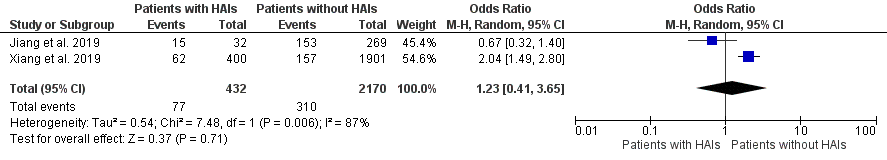 Patients with HAIs Patients without HAIs Odds Ratio Odds Ratio
Study or Subgroup Events Total Events Total Weight M-H, Random, 95% CI M-H, Random, 95% CI
Jiang et al. 2019 15 32 153 269 45.4% 0.67 [0.32, 1.40]
Xiang et al. 2019 62 400 157 1901 54.6% 2.04 [1.49, 2.80]
Total (95% CI) 432 2170 100.0% 1.23 [0.41, 3.65]
Total events 77 310
Heterogeneity: Tau² = 0.54; Chi² = 7.48, df = 1 (P = 0.006); I² = 87%
Test for overall effect: Z = 0.37 (P = 0.71)
0.01 0.1 1 10 100
Patients with HAIs Patients without HAIs